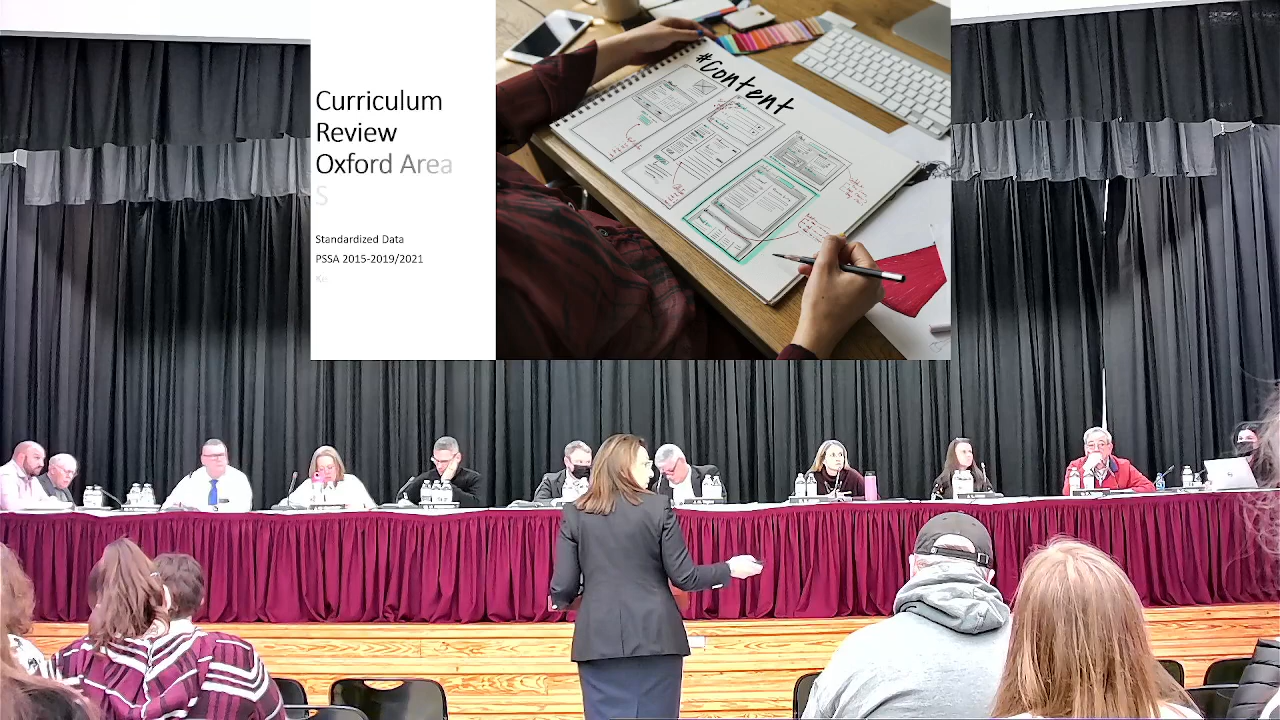 Curriculum
Review
Oxford Area
S
Standardized Data
PSSA 2015-2019/2021
#Content